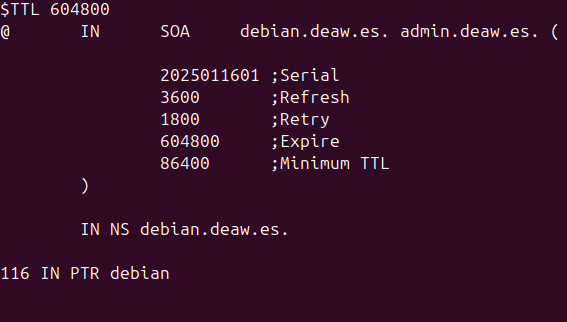 $TTL 604800
@ IN SOA debian.deaw.es. admin.deaw.es. (
2025011601 ;Serial
3600 ;Refresh
1800 ;Retry
604800 ;Expire
86400 ;Minimum TTL
)
IN NS debian.deaw.es.
116 IN PTR debian